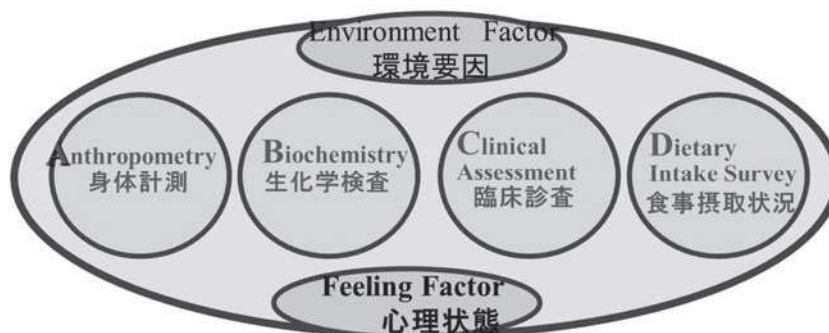 Environment Factor
環境要因
Anthropometry
身体計測
Biochemistry
生化学検査
Clinical
Assessment
臨床診査
Dietary
Intake Survey
食事摂取状況
Feeling Factor
心理状態